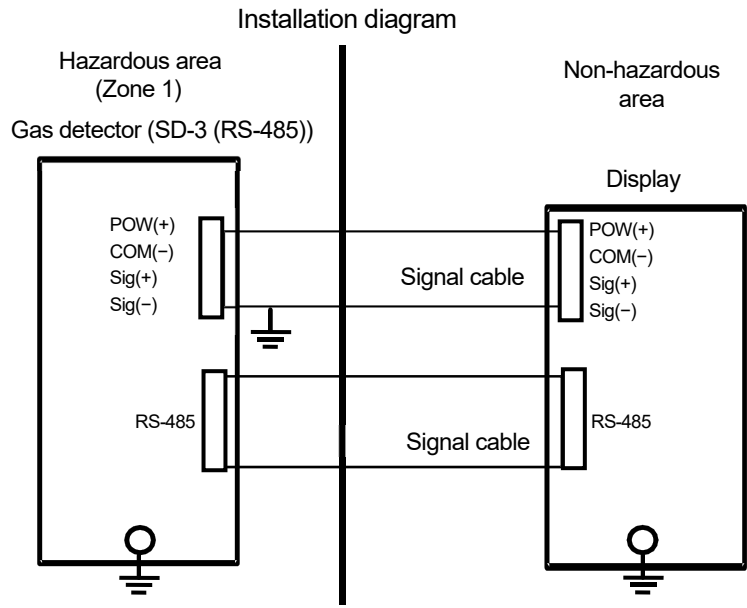 Installation diagram
Hazardous area
(Zone 1)
Gas detector (SD-3 (RS-485))
Non-hazardous
area
Display
POW(+)
COM(−)
Sig(+)
Sig(−)
Signal cable
POW(+)
COM(−)
Sig(+)
Sig(−)
RS-485
Signal cable
RS-485